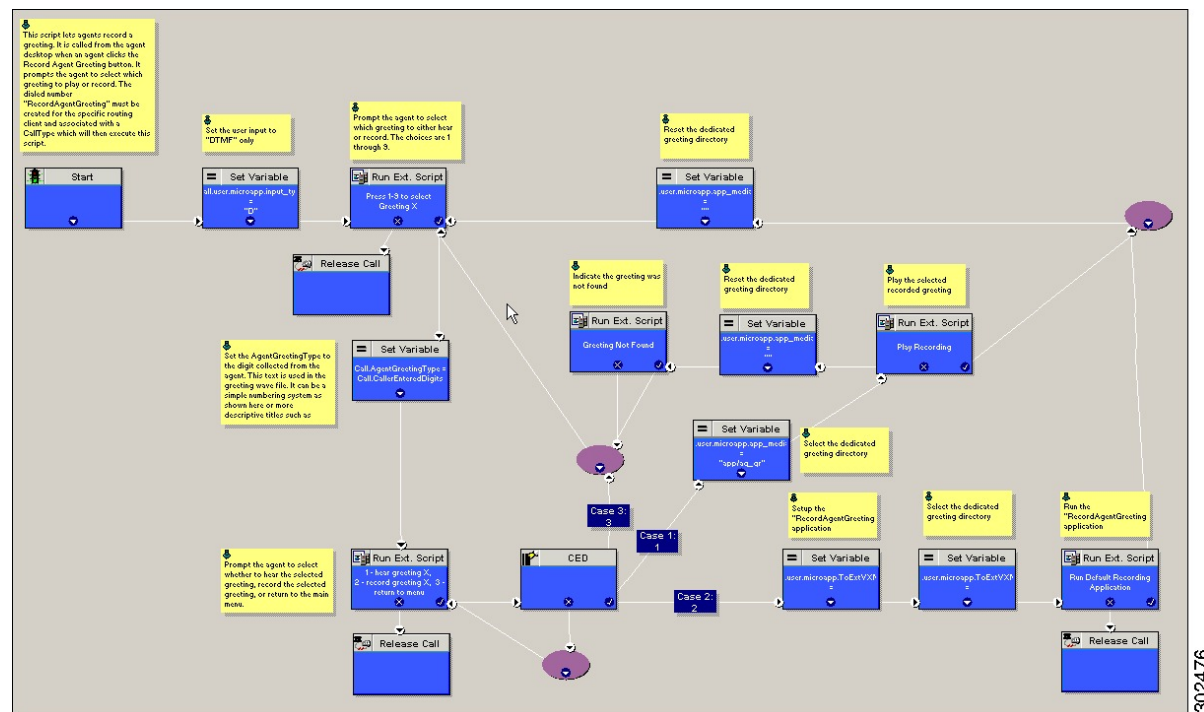 This script lets agents record a
greeting. It is called from the agent
desktop when an agent clicks the
Record Agent Greeting button. It
prompts the agent to select which
greeting to play or record. The
dialed number
"RecordAgentGreeting" must be
created for the specific routing
client and associated with a
CallType which will then execute this
script.
Set the user input to
"DTMF" only
Prompt the agent to select
which greeting to either hear
or record. The choices are 1
through 9.
Reset the dedicated
greeting directory
Start
= Set Variable
all.user.microapp.input_ty
=
"D"
Run Ext. Script
Press 1-9 to select
Greeting X
= Set Variable
.user.microapp.app_media
=
""
Release Call
Indicate the greeting was
not found
Reset the dedicated
greeting directory
Play the selected
recorded greeting
Run Ext. Script
Greeting Not Found
= Set Variable
.user.microapp.app_media
=
""
Run Ext. Script
Play Recording
Set the AgentGreetingType to
the digit collected from the
agent. This text is used in the
greeting wave file. It can be a
simple numbering system as
shown here or more
descriptive titles such as
= Set Variable
Call.AgentGreetingType =
Call.CallerEnteredDigits
= Set Variable
.user.microapp.app_media
=
"app/ag_gr"
Select the dedicated
greeting directory
Case 3:
3
Case 1:
1
Setup the
"RecordAgentGreeting
application
Select the dedicated
greeting directory
Run the
"RecordAgentGreeting
application
Prompt the agent to select
whether to hear the selected
greeting, record the selected
greeting, or return to the main
menu.
Run Ext. Script
1 - hear greeting X,
2 - record greeting X, 3 -
return to menu
CED
Case 2:
2
= Set Variable
.user.microapp.ToExtVXM
=
= Set Variable
.user.microapp.ToExtVXM
=
Run Ext. Script
Run Default Recording
Application
Release Call
Release Call
302476